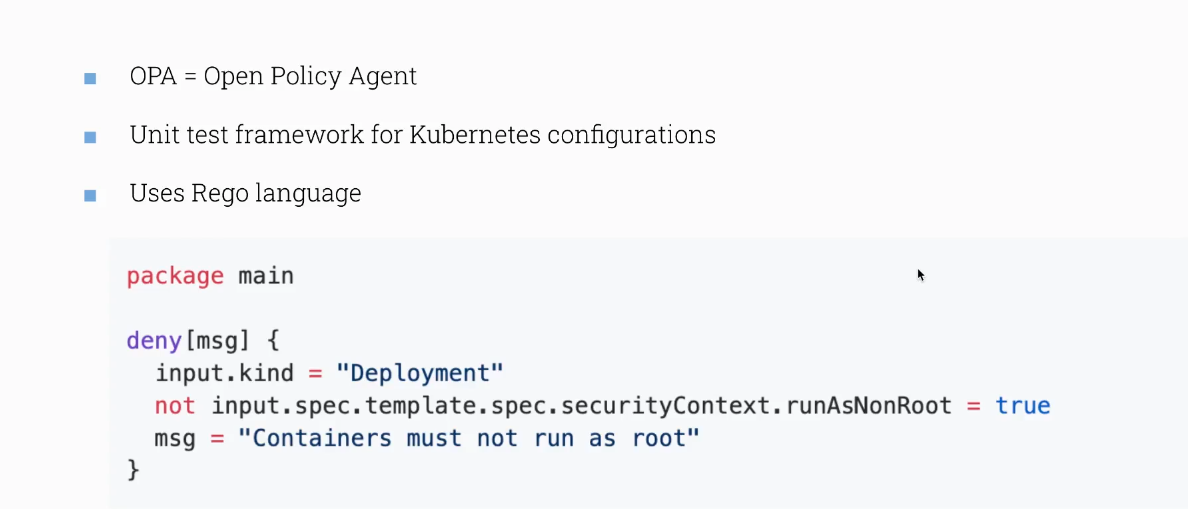 OPA = Open Policy Agent
Unit test framework for Kubernetes configurations
Uses Rego language
package main
deny[msg] {
  input.kind = "Deployment"
  not input.spec.template.spec.securityContext.runAsNonRoot = true
  msg = "Containers must not run as root"
}